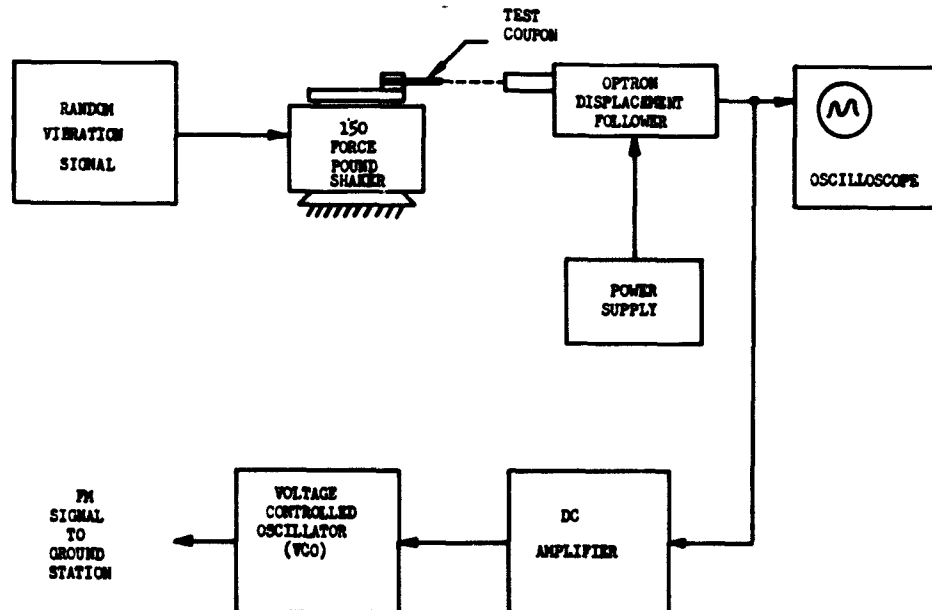 TEST
COUPON
RANDOM
VIBRATION
SIGNAL
150
FORCE
POUND
SHAKER
OPTRON
DISPLACEMENT
FOLLOWER
OSCILLOSCOPE
POWER
SUPPLY
FM
SIGNAL
TO
GROUND
STATION
VOLTAGE
CONTROLLED
OSCILLATOR
(VCO)
DC
AMPLIFIER